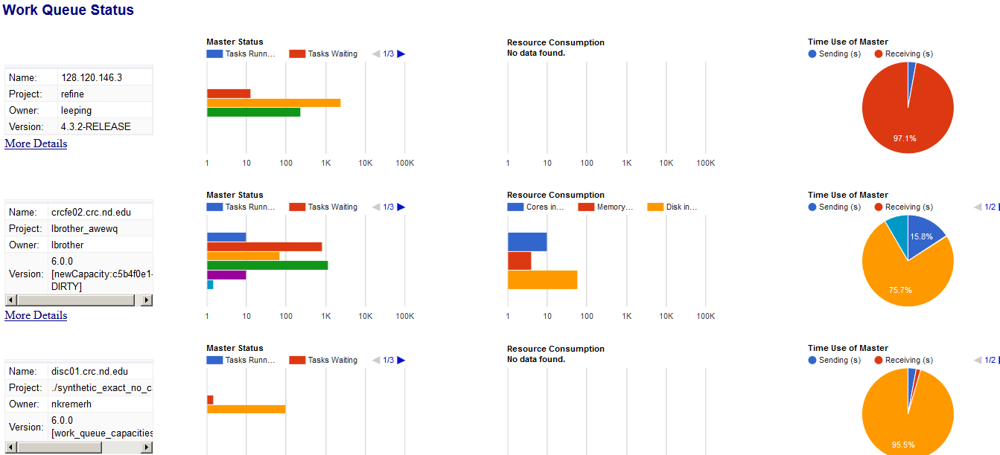 Work Queue Status
Name: 128.120.146.3
Project: refine
Owner: leeping
Version: 4.3.2-RELEASE
More Details
Master Status
Tasks Runn... Tasks Waiting 1/3
1 10 100 1K 10K 100K
Resource Consumption
No data found.
1 10 100 1K 10K 100K
Time Use of Master
Sending (s) Receiving (s)
97.1%
Name: crcfe02.crc.nd.edu
Project: lbrother_awewq
Owner: lbrother
Version: 6.0.0
[newCapacity:c5b4f0e1-
DIRTY]
More Details
Master Status
Tasks Runn... Tasks Waiting 1/3
1 10 100 1K 10K 100K
Resource Consumption
Cores in... Memory... Disk in...
1 10 100 1K 10K 100K
Time Use of Master
Sending (s) Receiving (s) 1/2
15.8%
75.7%
Name: disc01.crc.nd.edu
Project: ./synthetic_exact_no_c
Owner: nkremerh
Version: 6.0.0
[work_queue_capacities
Master Status
Tasks Runn... Tasks Waiting 1/3
Resource Consumption
No data found.
Time Use of Master
Sending (s) Receiving (s) 1/2
95.5%